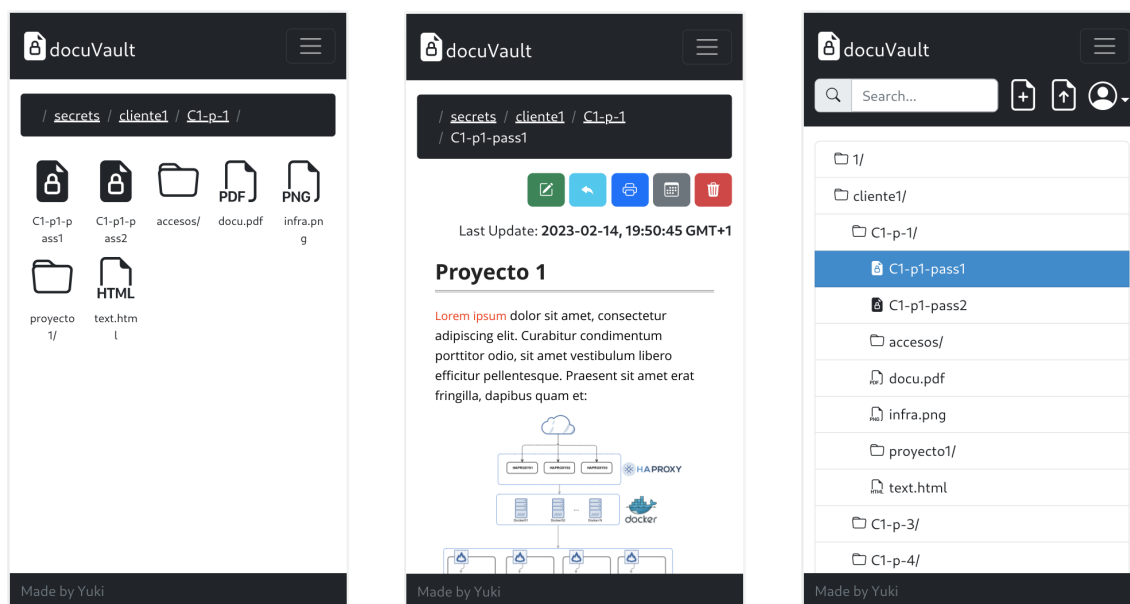 docuVault
/ secrets / cliente1 / C1-p-1 /
C1-p1-p
ass1
C1-p1-p
ass2
accesos/
PDF
docu.pdf
PNG
infra.pn
g
proyecto
1/
HTML
text.htm
l
Made by Yuki
docuVault
/ secrets / cliente1 / C1-p-1
/ C1-p1-pass1
Last Update: 2023-02-14, 19:50:45 GMT+1
Proyecto 1
Lorem ipsum dolor sit amet, consectetur
adipiscing elit. Curabitur condimentum
porttitor odio, sit amet vestibulum libero
efficitur pellentesque. Praesent sit amet erat
fringilla, dapibus quam et:
HAPROXY
docker
Made by Yuki
docuVault
Search...
1/
cliente1/
C1-p-1/
C1-p1-pass1
C1-p1-pass2
accesos/
PDF docu.pdf
PNG infra.png
proyecto1/
HTML text.html
C1-p-3/
C1-p-4/
Made by Yuki